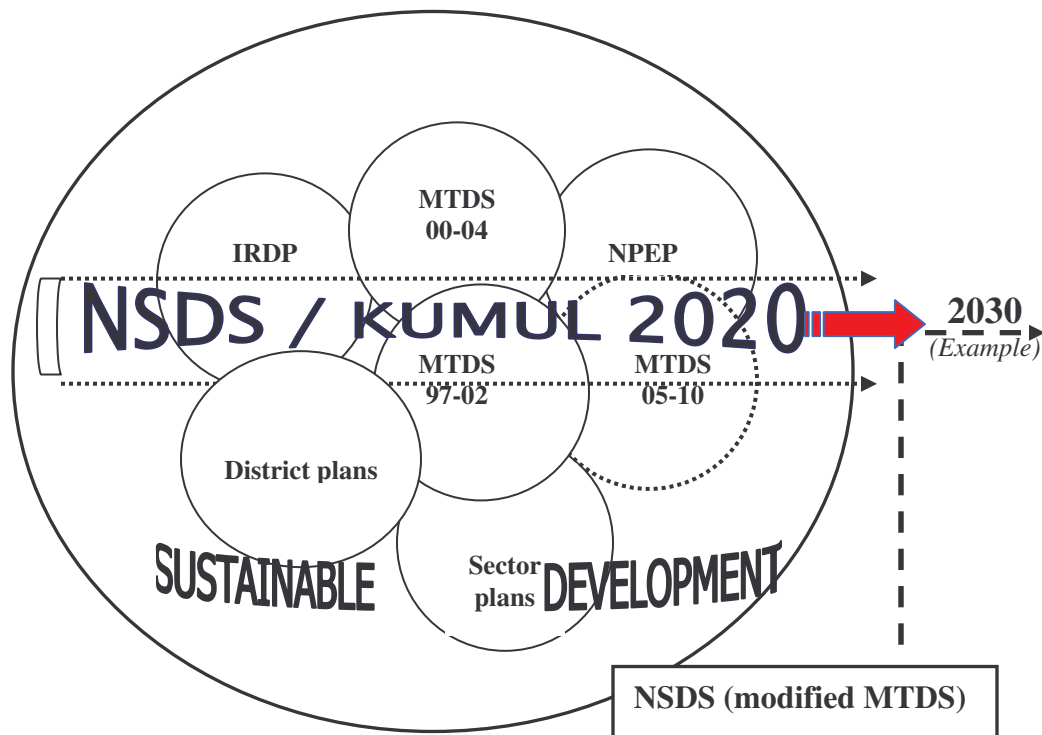 MTDS
00-04
IRDP
NPEP
NSDS / KUMUL 2020
2030
(Example)
MTDS
97-02
MTDS
05-10
District plans
SUSTAINABLE
Sector
plans
DEVELOPMENT
NSDS (modified MTDS)